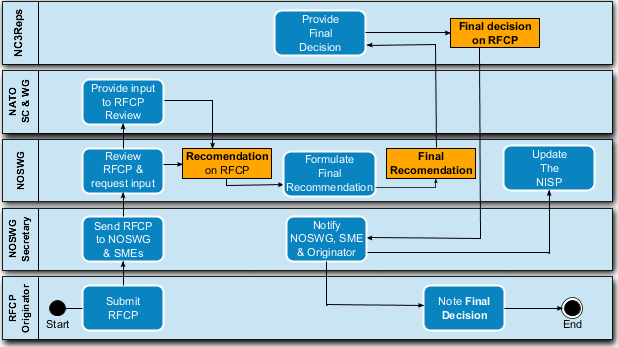 NC3Reps
Provide
Final
Decision
Final decision
on RFCP
NATO
SC & WG
Provide input
to RFCP
Review
NOSWG
Review
RFCP &
request input
Recomendation
on RFCP
Formulate
Final
Recommendation
Final
Recomendation
Update
The
NISP
NOSWG
Secretary
Send RFCP
to NOSWG
& SMEs
Notify
NOSWG, SME
& Originator
RFCP
Originator
Start
Submit
RFCP
Note Final
Decision
End